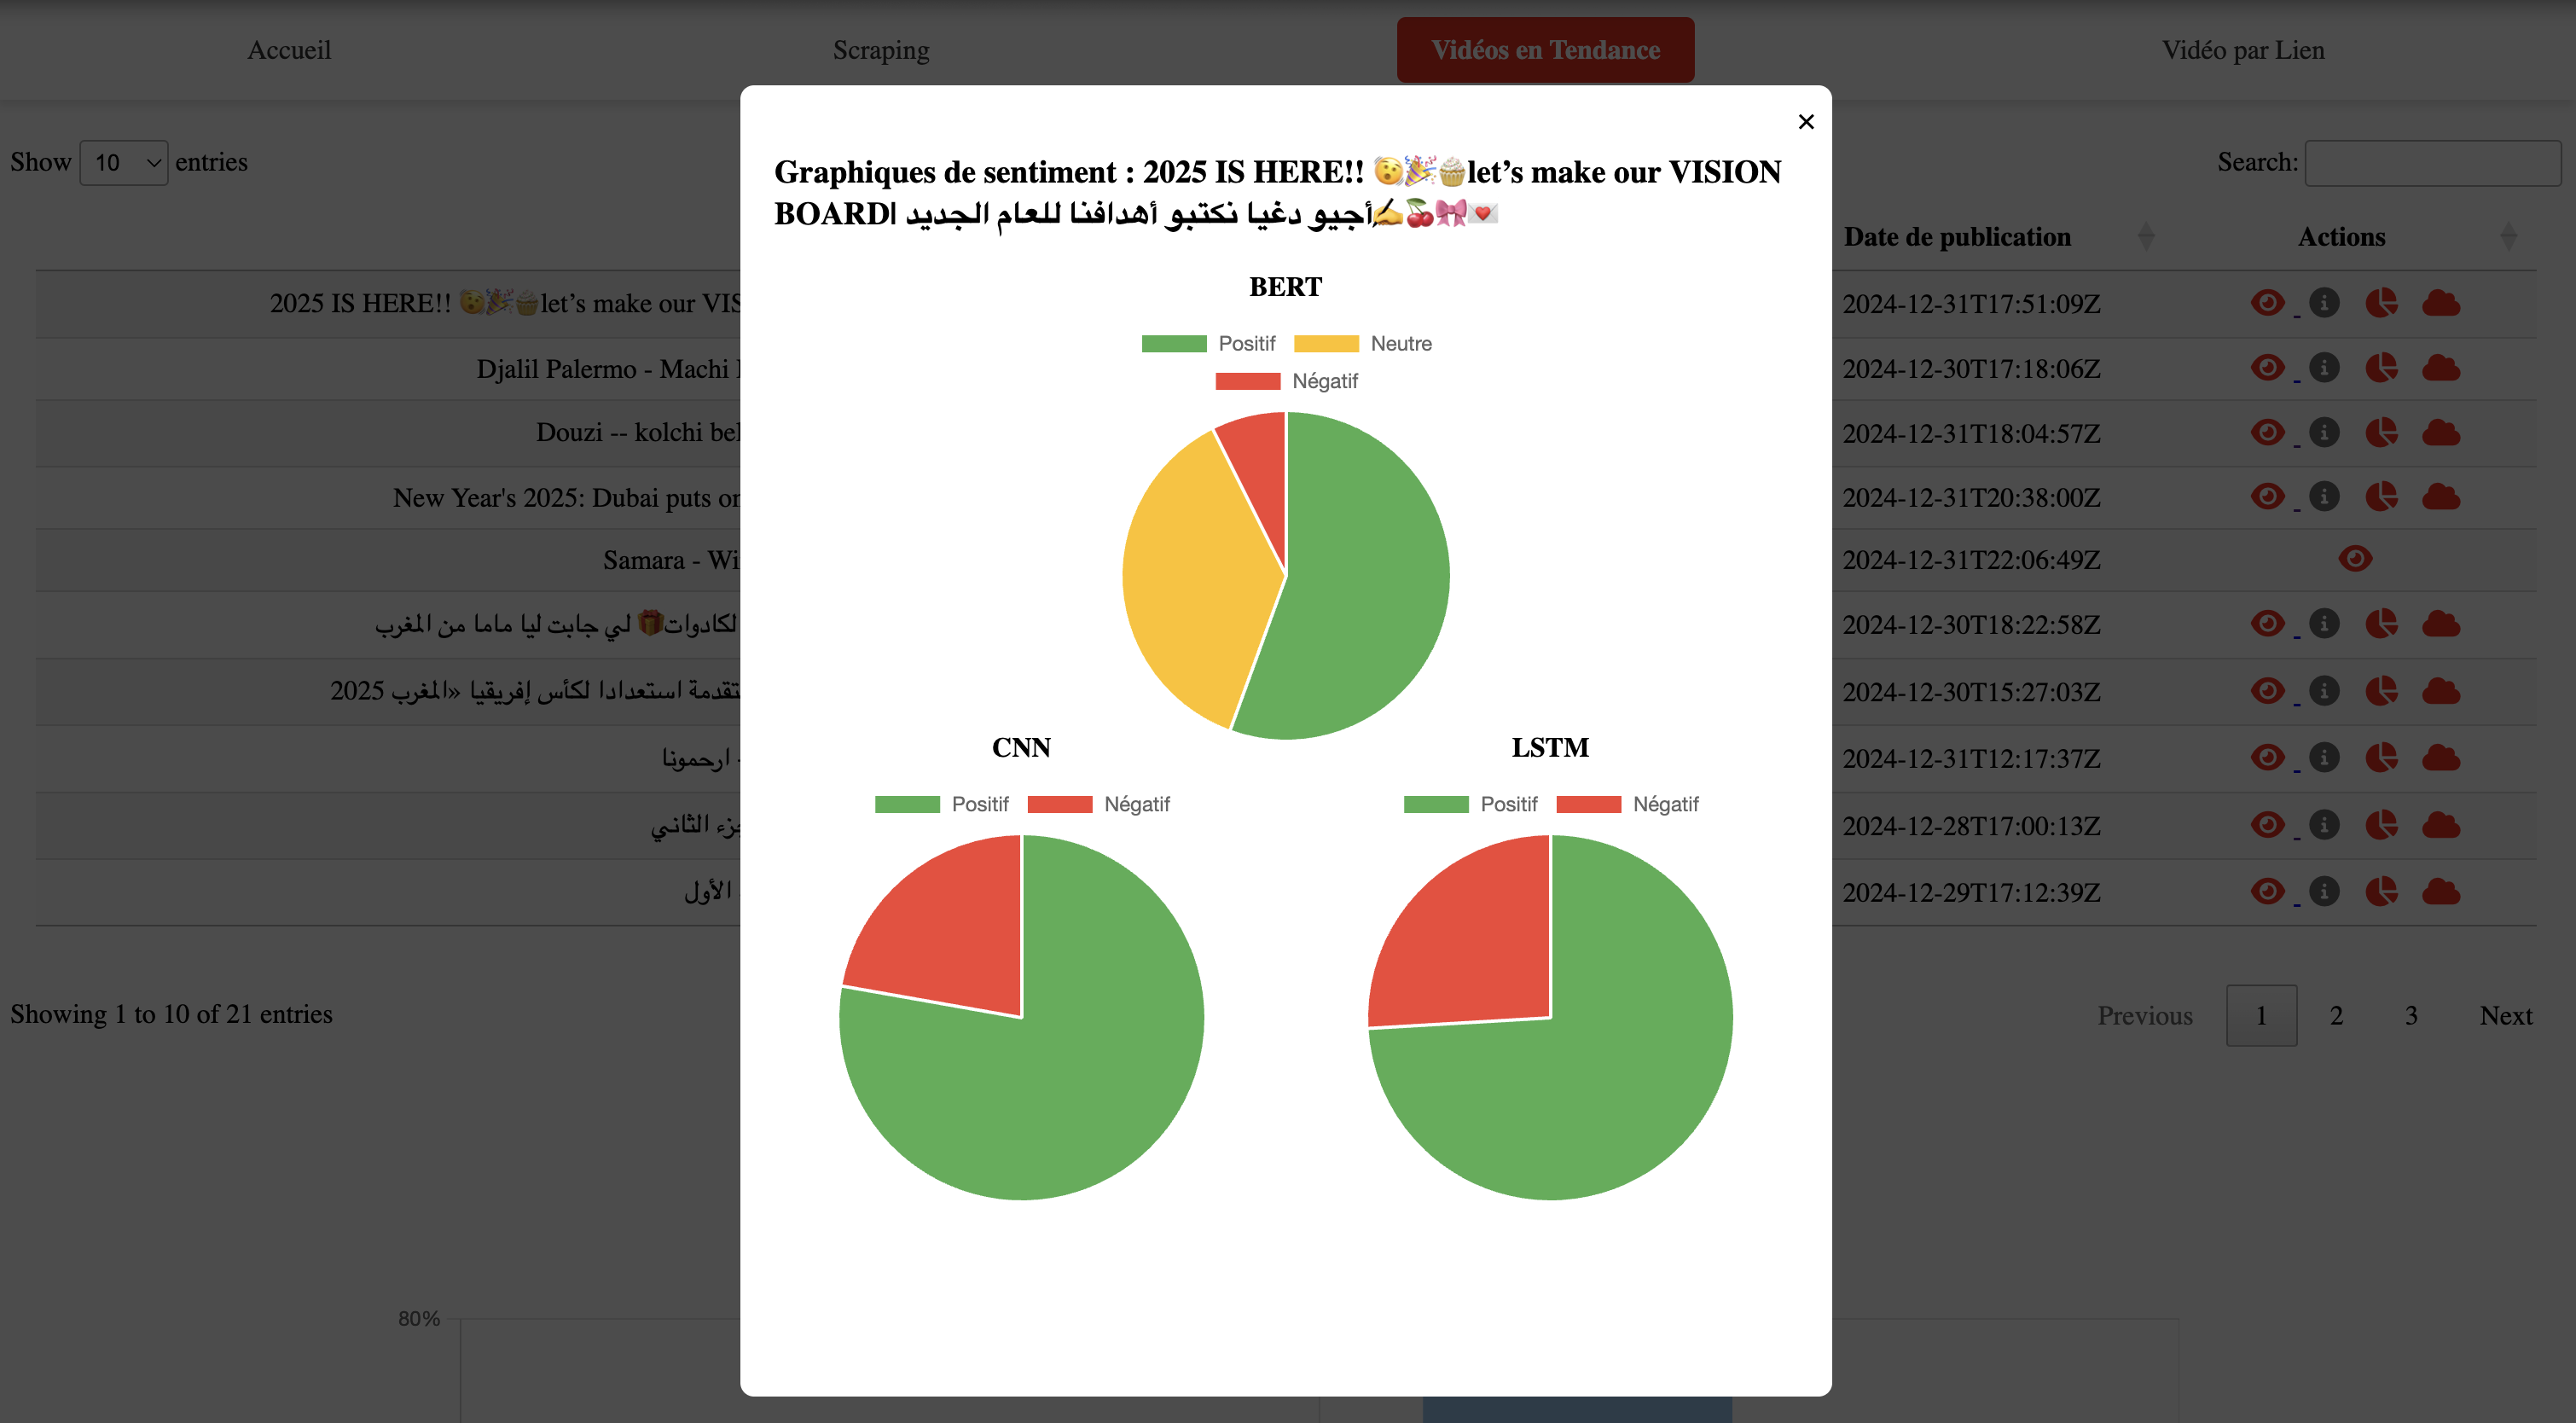 Accueil Scraping Vidéos en Tendance Vidéo par Lien
Show 10 entries Search:
Graphiques de sentiment : 2025 IS HERE!! 🫨🎉🧁let’s make our VISION
BOARD| أجيو دغيا نكتبو أهدافنا للعام الجديد✍️🍒🎀💌
Date de publication Actions
2025 IS HERE!! 🫨🎉🧁let’s make our 2024-12-31T17:51:09Z
Djalil Palermo - Machi 2024-12-30T17:18:06Z
Douzi -- kolchi 2024-12-31T18:04:57Z
New Year's 2025: Dubai puts 2024-12-31T20:38:00Z
Samara - 2024-12-31T22:06:49Z
لكادوات🎁 لي جابت ليا ماما من المغرب 2024-12-30T18:22:58Z
استعدادا لكأس إفريقيا «المغرب 2025 2024-12-30T15:27:03Z
- ارحمونا 2024-12-31T12:17:37Z
الثاني 2024-12-28T17:00:13Z
الأول 2024-12-29T17:12:39Z
BERT
Positif Neutre
Négatif
CNN LSTM
Positif Négatif Positif Négatif
Showing 1 to 10 of 21 entries Previous 1 2 3 Next
80%